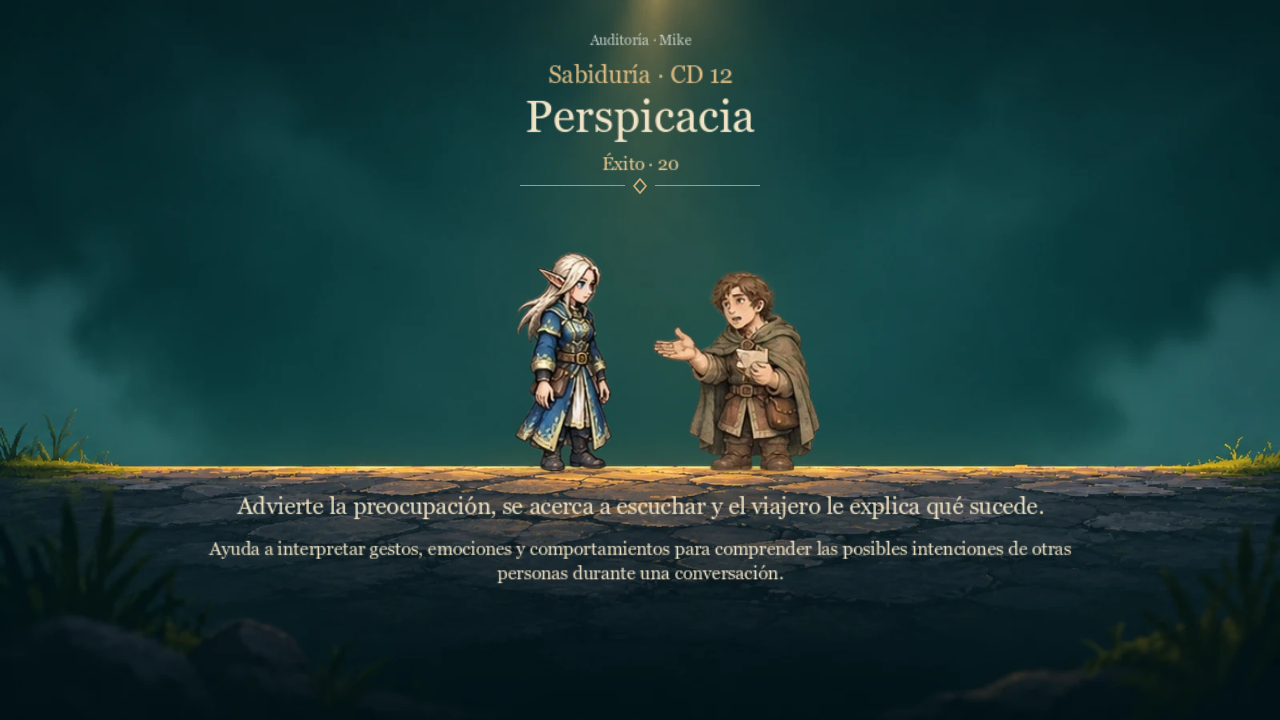 Auditoría · Mike
Sabiduría · CD 12
Perspicacia
Éxito · 20
Advierte la preocupación, se acerca a escuchar y el viajero le explica qué sucede.
Ayuda a interpretar gestos, emociones y comportamientos para comprender las posibles intenciones de otras
personas durante una conversación.